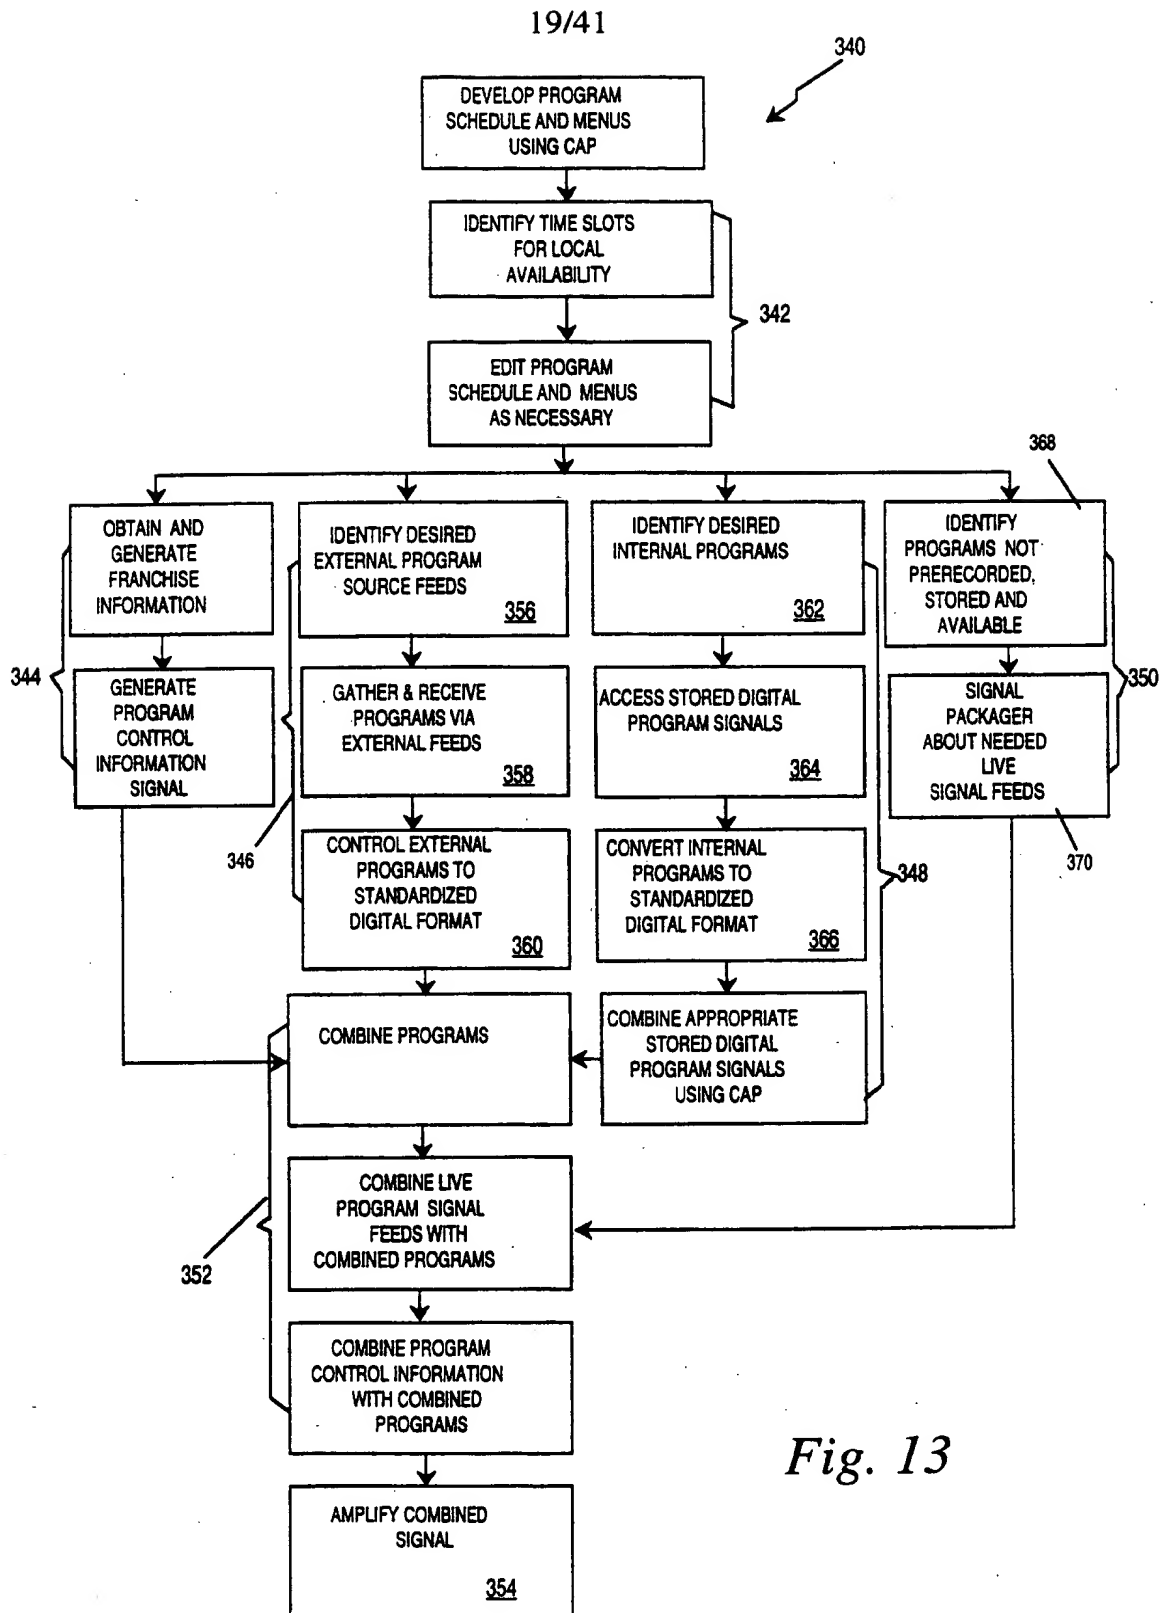 19/41
340
DEVELOP PROGRAM
SCHEDULE AND MENUS
USING CAP
IDENTIFY TIME SLOTS
FOR LOCAL
AVAILABILITY
342
EDIT PROGRAM
SCHEDULE AND MENUS
AS NECESSARY
368
OBTAIN AND
GENERATE
FRANCHISE
INFORMATION
IDENTIFY DESIRED
EXTERNAL PROGRAM
SOURCE FEEDS
356
IDENTIFY DESIRED
INTERNAL PROGRAMS
362
IDENTIFY
PROGRAMS NOT
PRERECORDED,
STORED AND
AVAILABLE
344
350
GENERATE
PROGRAM
CONTROL
INFORMATION
SIGNAL
GATHER & RECEIVE
PROGRAMS VIA
EXTERNAL FEEDS
358
ACCESS STORED DIGITAL
PROGRAM SIGNALS
364
SIGNAL
PACKAGER
ABOUT NEEDED
LIVE
SIGNAL FEEDS
346
370
CONTROL EXTERNAL
PROGRAMS TO
STANDARDIZED
DIGITAL FORMAT
360
CONVERT INTERNAL
PROGRAMS TO
STANDARDIZED
DIGITAL FORMAT
366
348
COMBINE PROGRAMS
COMBINE APPROPRIATE
STORED DIGITAL
PROGRAM SIGNALS
USING CAP
COMBINE LIVE
PROGRAM SIGNAL
FEEDS WITH
COMBINED PROGRAMS
352
COMBINE PROGRAM
CONTROL INFORMATION
WITH COMBINED
PROGRAMS
Fig. 13
AMPLIFY COMBINED
SIGNAL
354